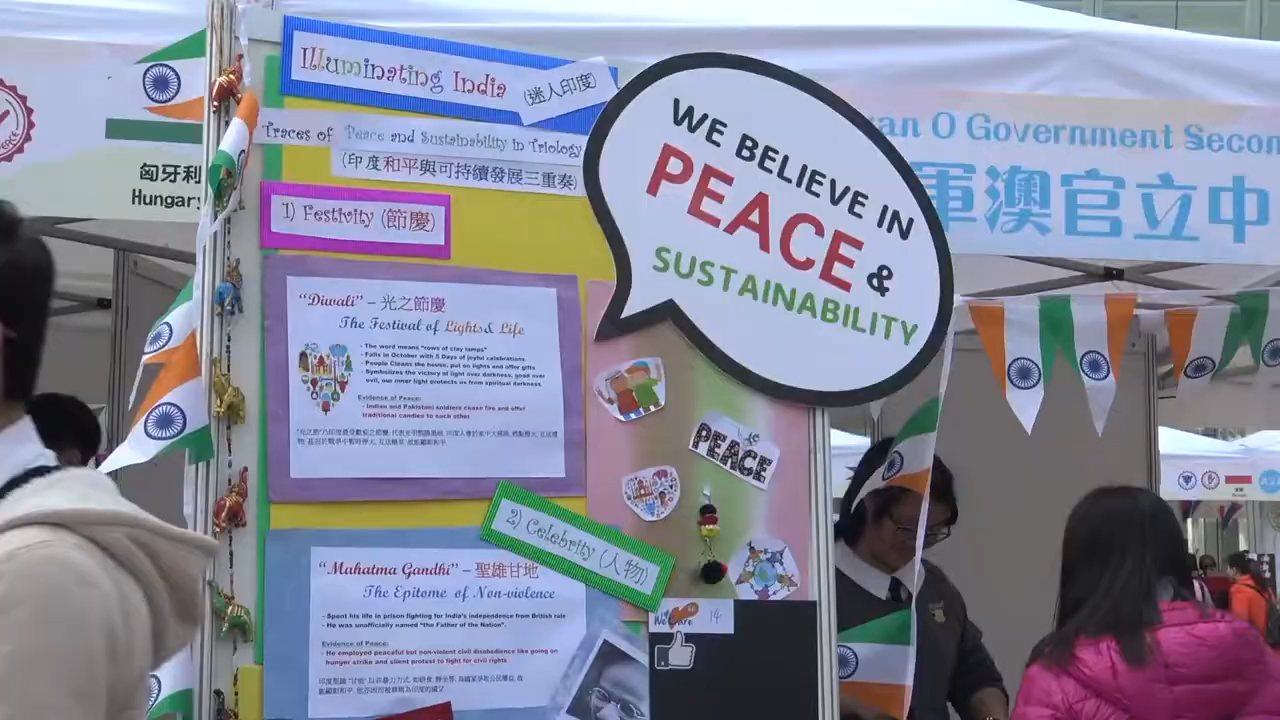 Illuminating India
(迷人印度)
Traces of Peace and Sustainability in Triology
(印度和平與可持續發展三重奏)
1) Festivity (節慶)
"Diwali" – 光之節慶
The Festival of Lights & Life
- The word means "rows of clay lamps"
- Falls in October with 5 Days of joyful celebrations
- People Cleans the house, put on lights and offer gifts
- Symbolizes the victory of light over darkness, good over
evil, our inner light protects us from spiritual darkness
Evidence of Peace:
- Indian and Pakistani soldiers cease fire and offer
traditional candies to each other
2) Celebrity (人物)
"Mahatma Gandhi" – 聖雄甘地
The Epitome of Non-violence
- Spent his life in prison fighting for India's independence from British rule
- He was unofficially named "the Father of the Nation".
Evidence of Peace:
- He employed peaceful but non-violent civil disobedience like going on
hunger strike and silent protest to fight for civil rights
WE BELIEVE IN
PEACE &
SUSTAINABILITY
PEACE
We Care
14
匈牙利
Hungary
wan O Government Secon
軍澳官立中